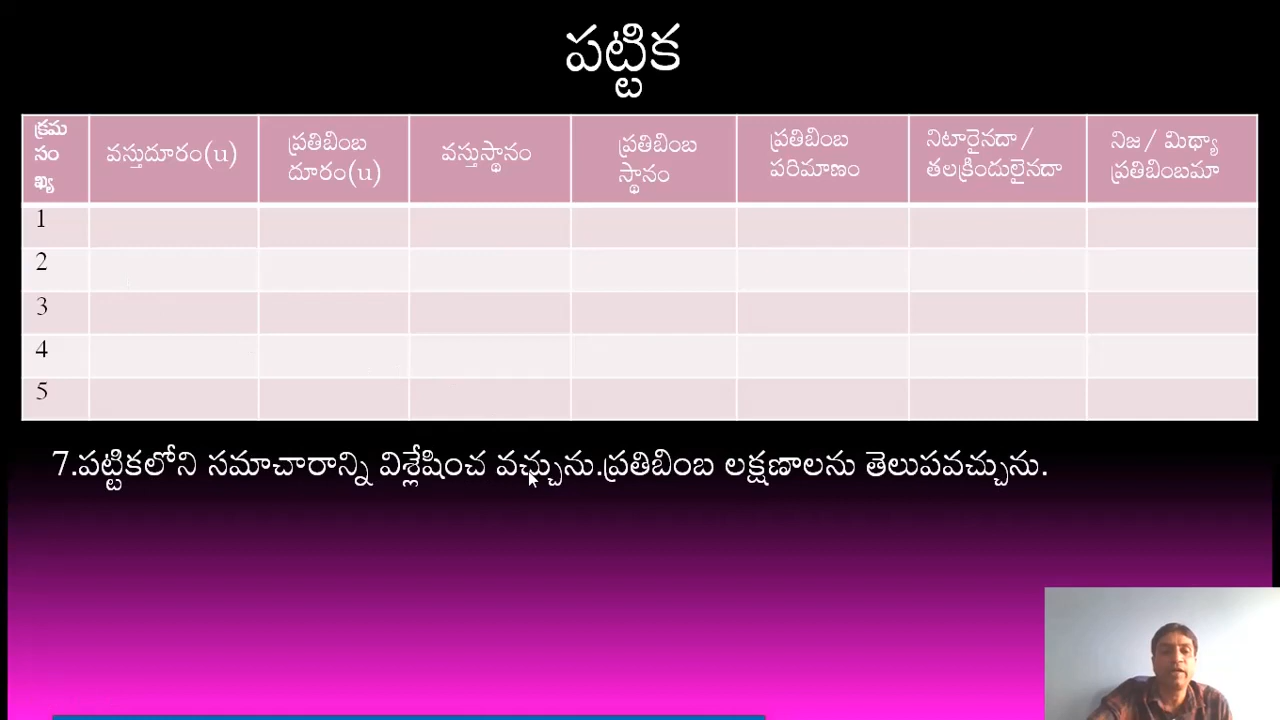 పట్టిక
క్రమ సం ఖ్య వస్తుదూరం(u) ప్రతిబింబ దూరం(u) వస్తుస్థానం ప్రతిబింబ స్థానం ప్రతిబింబ పరిమాణం నిటారైనదా / తలక్రిందులైనదా నిజ / మిథ్యా ప్రతిబింబమా
1
2
3
4
5
7.పట్టికలోని సమాచారాన్ని విశ్లేషించ వచ్చును.ప్రతిబింబ లక్షణాలను తెలుపవచ్చును.